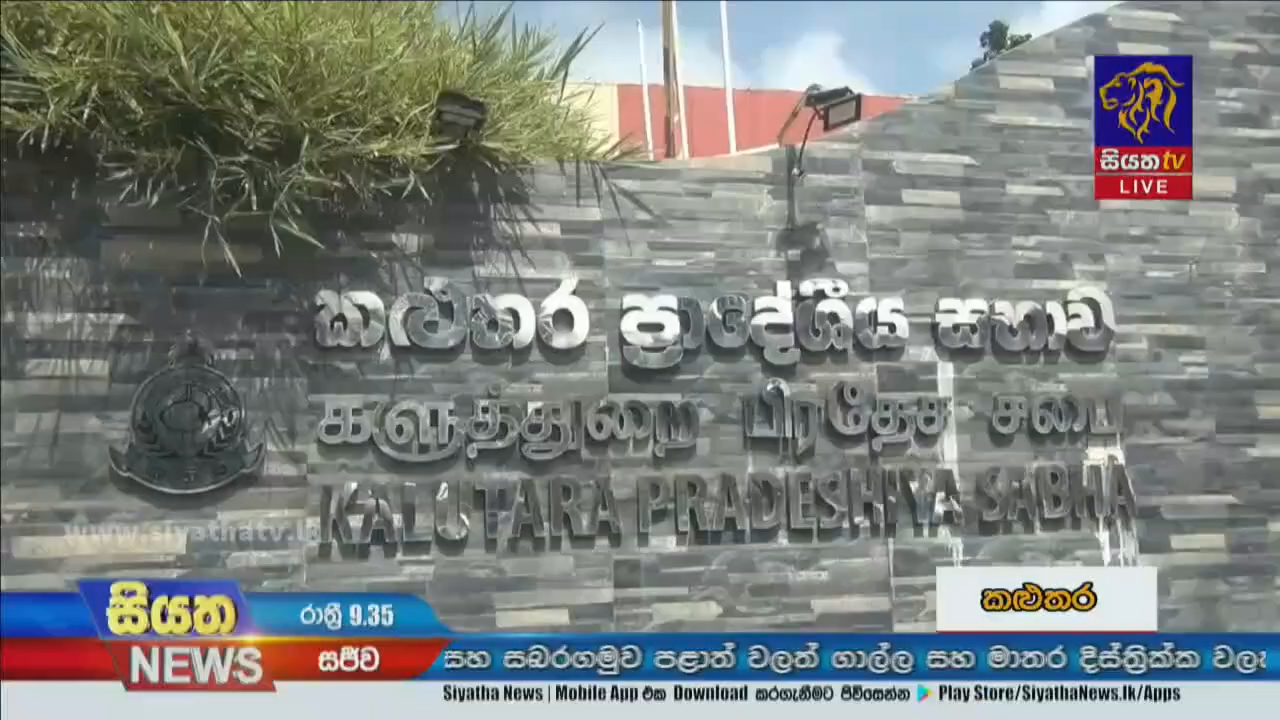 සියත tv
LIVE
කළුතර ප්‍රාදේශීය සභාව
களுத்துறை பிரதேச சபை
KALUTARA PRADESHIYA SABHA
www.siyathatv.l
කළුතර
සියත
NEWS
රාත්‍රී 9.35
සජීව
සහ සබරගමුව පළාත් වලත් ගාල්ල සහ මාතර දිස්ත්‍රික්ක වල
Siyatha News | Mobile App එක Download කරගැනීමට පිවිසෙන්න Play Store/SiyathaNews.lk/Apps